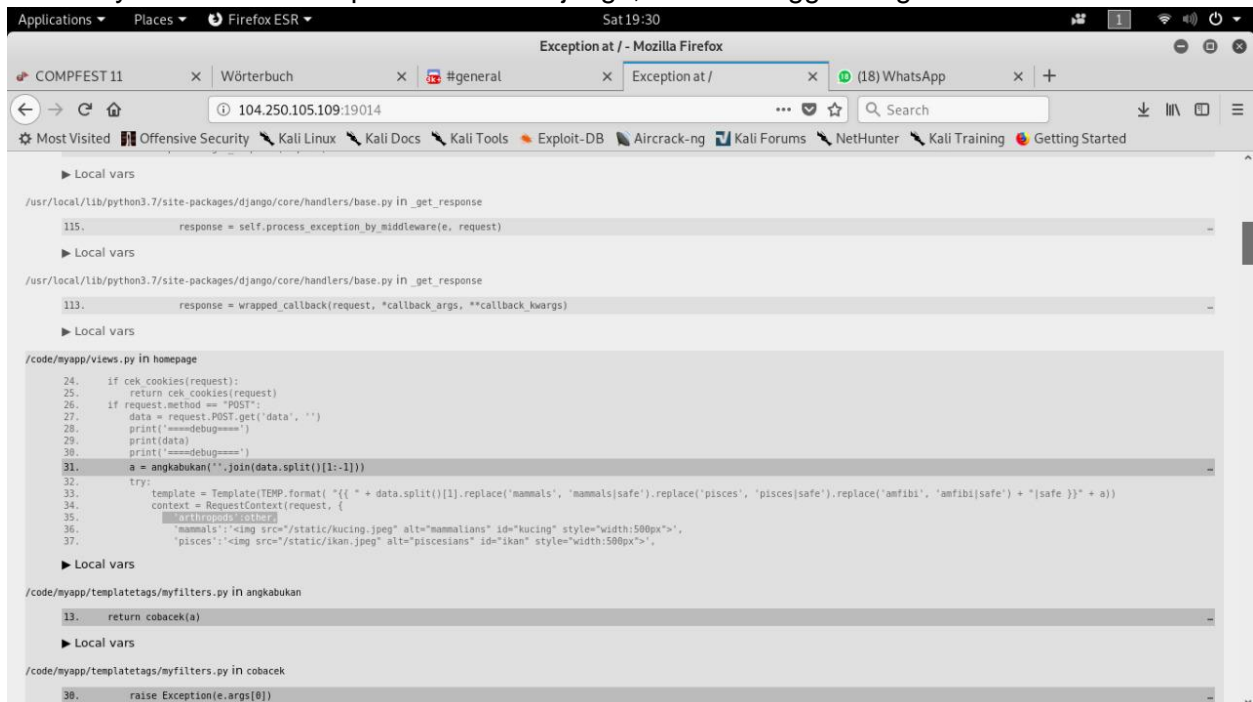 Applications Places Firefox ESR Sat 19:30 1
Exception at / - Mozilla Firefox
COMPFEST 11 Wörterbuch #general Exception at / (18) WhatsApp
104.250.105.109:19014 Search
Most Visited Offensive Security Kali Linux Kali Docs Kali Tools Exploit-DB Aircrack-ng Kali Forums NetHunter Kali Training Getting Started
▶ Local vars
/usr/local/lib/python3.7/site-packages/django/core/handlers/base.py in _get_response
115. response = self.process_exception_by_middleware(e, request) …
▶ Local vars
/usr/local/lib/python3.7/site-packages/django/core/handlers/base.py in _get_response
113. response = wrapped_callback(request, *callback_args, **callback_kwargs) …
▶ Local vars
/code/myapp/views.py in homepage
24. if cek_cookies(request):
25. return cek_cookies(request)
26. if request.method == "POST":
27. data = request.POST.get('data', '')
28. print('====debug====')
29. print(data)
30. print('====debug====')
31. a = angkabukan(''.join(data.split()[1:-1])) …
32. try:
33. template = Template(TEMP.format( "{{ " + data.split()[1].replace('mammals', 'mammals|safe').replace('pisces', 'pisces|safe').replace('amfibi', 'amfibi|safe') + "|safe }}" + a))
34. context = RequestContext(request, {
35. 'arthropods':other,
36. 'mammals':'<img src="/static/kucing.jpeg" alt="mammalians" id="kucing" style="width:500px">',
37. 'pisces':'<img src="/static/ikan.jpeg" alt="piscesians" id="ikan" style="width:500px">',
▶ Local vars
/code/myapp/templatetags/myfilters.py in angkabukan
13. return cobacek(a) …
▶ Local vars
/code/myapp/templatetags/myfilters.py in cobacek
30. raise Exception(e.args[0]) …